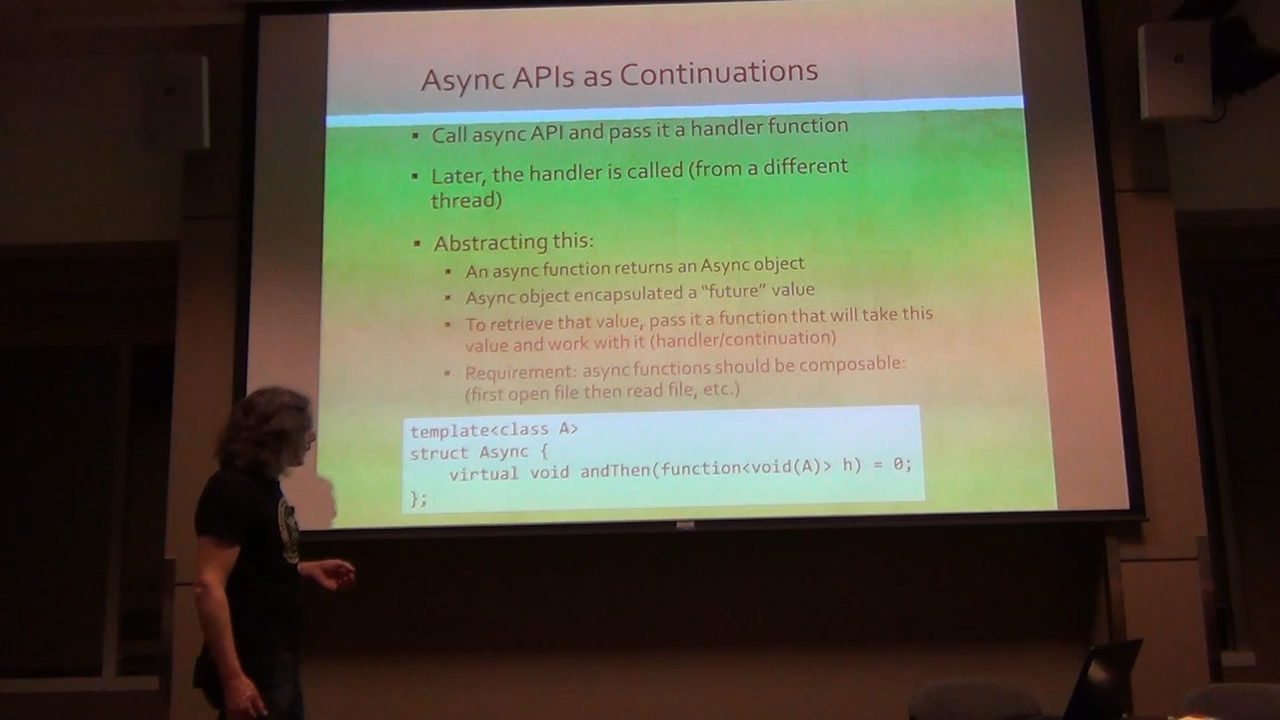 Async APIs as Continuations
▪ Call async API and pass it a handler function
▪ Later, the handler is called (from a different
thread)
▪ Abstracting this:
▪ An async function returns an Async object
▪ Async object encapsulated a “future” value
▪ To retrieve that value, pass it a function that will take this
value and work with it (handler/continuation)
▪ Requirement: async functions should be composable:
(first open file then read file, etc.)
template<class A>
struct Async {
    virtual void andThen(function<void(A)> h) = 0;
};